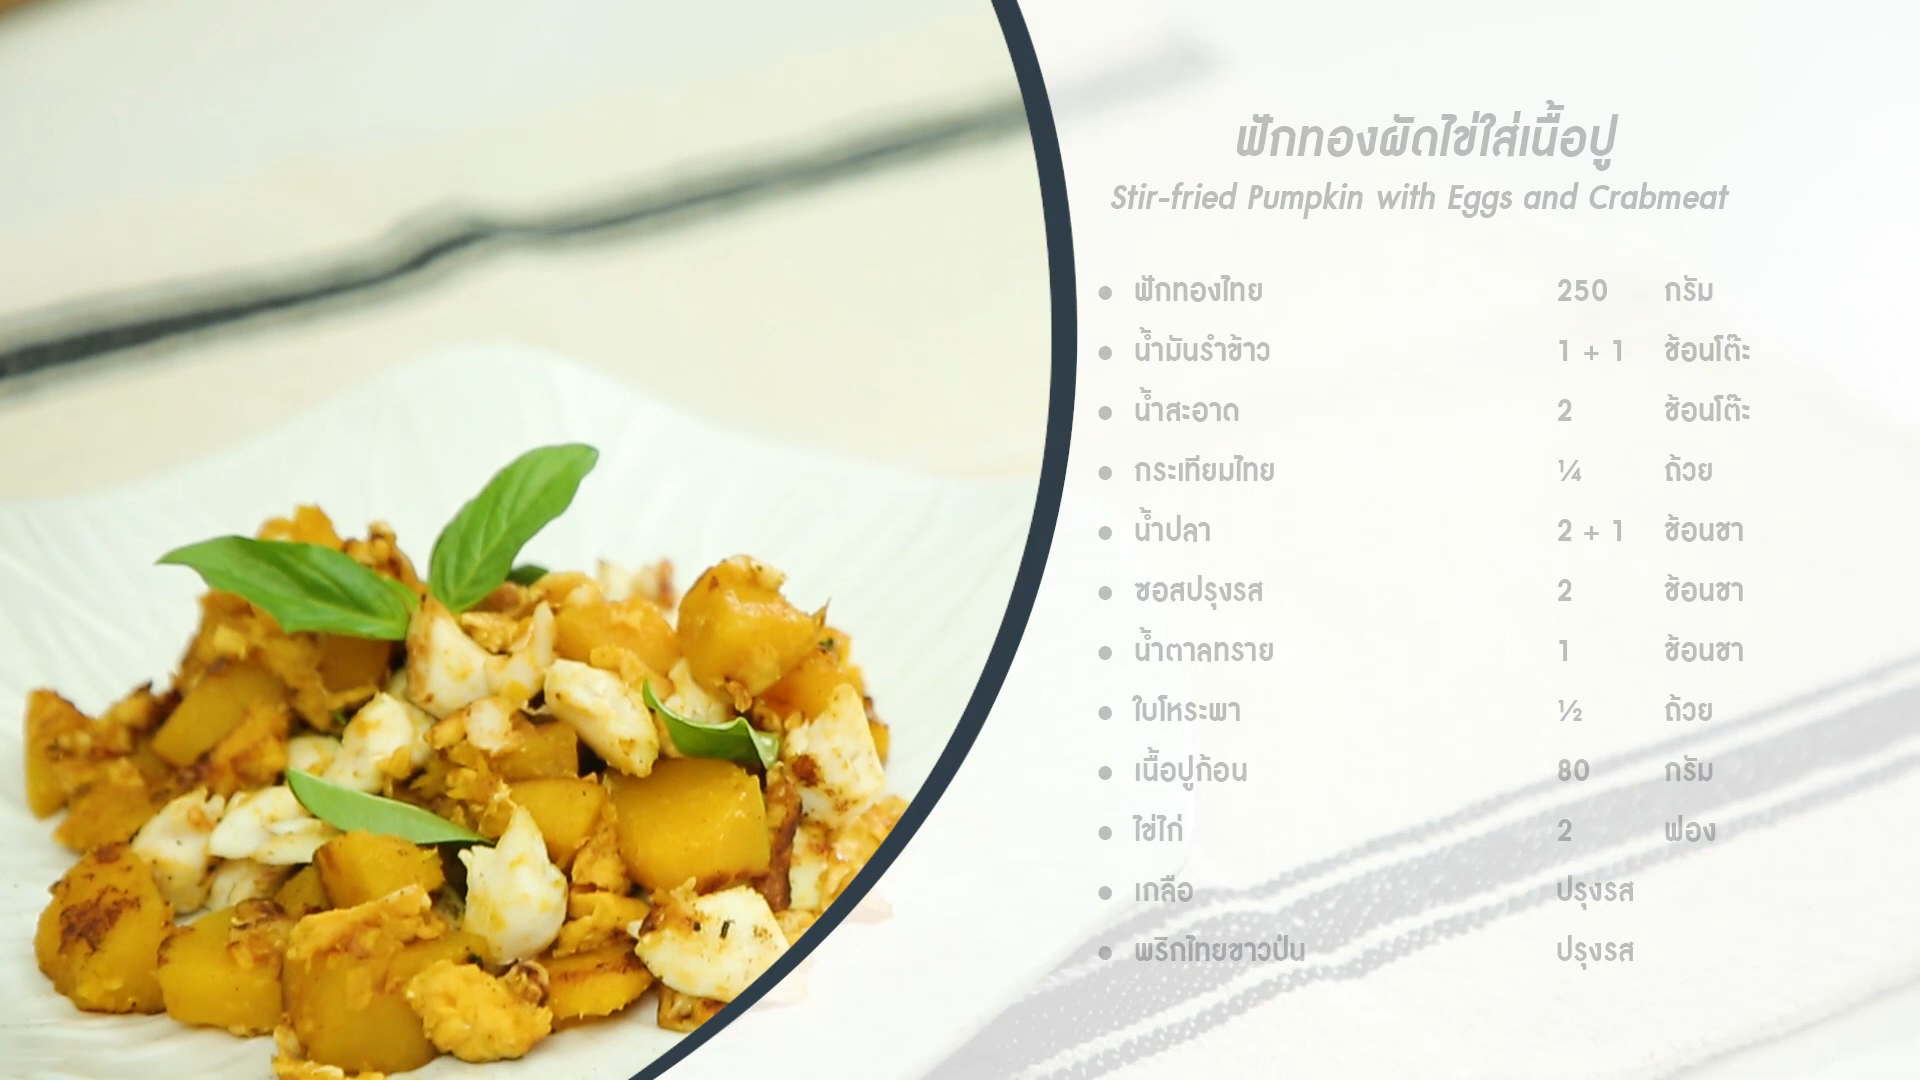 ฟักทองผัดไข่ใส่เนื้อปู
Stir-fried Pumpkin with Eggs and Crabmeat
• ฟักทองไทย 250 กรัม
• น้ำมันรำข้าว 1 + 1 ช้อนโต๊ะ
• น้ำสะอาด 2 ช้อนโต๊ะ
• กระเทียมไทย ¼ ถ้วย
• น้ำปลา 2 + 1 ช้อนชา
• ซอสปรุงรส 2 ช้อนชา
• น้ำตาลทราย 1 ช้อนชา
• ใบโหระพา ½ ถ้วย
• เนื้อปูก้อน 80 กรัม
• ไข่ไก่ 2 ฟอง
• เกลือ ปรุงรส
• พริกไทยขาวป่น ปรุงรส